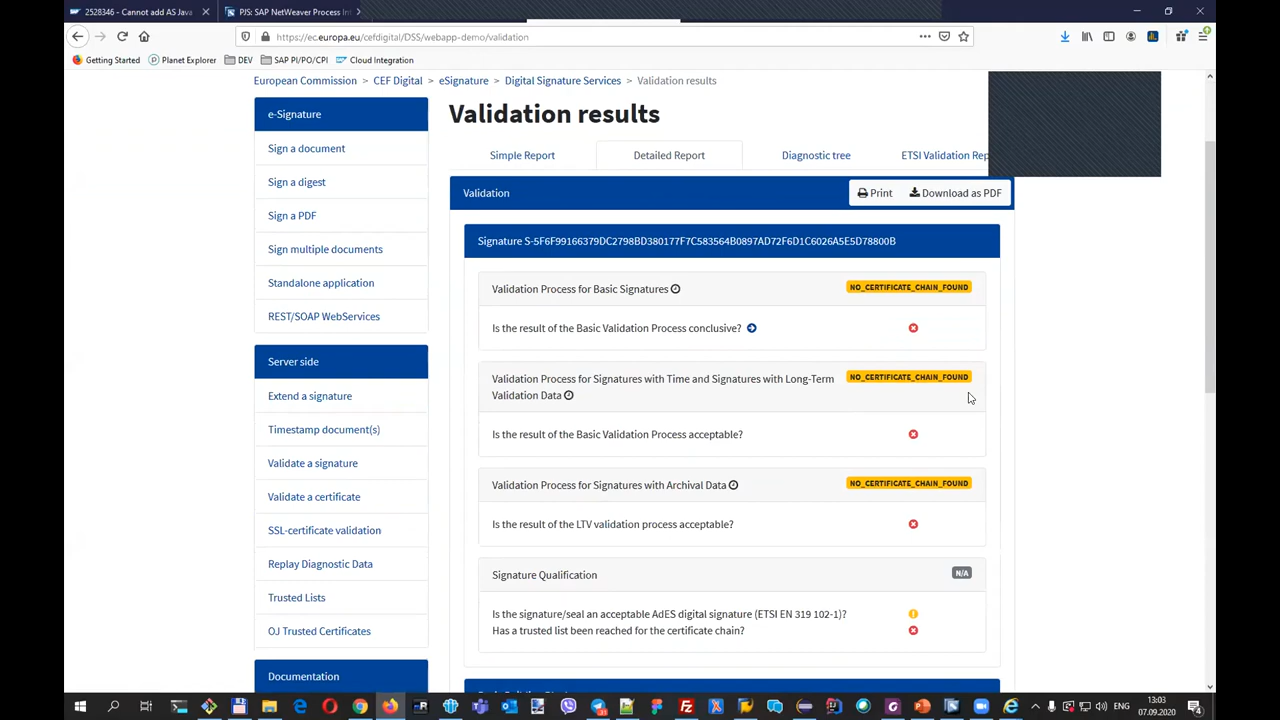 2528346 - Cannot add AS Java
PJS: SAP NetWeaver Process Int
https://ec.europa.eu/cefdigital/DSS/webapp-demo/validation
Getting Started
Planet Explorer
DEV
SAP PI/PO/CPI
Cloud Integration
European Commission > CEF Digital > eSignature > Digital Signature Services > Validation results
e-Signature
Sign a document
Sign a digest
Sign a PDF
Sign multiple documents
Standalone application
REST/SOAP WebServices
Server side
Extend a signature
Timestamp document(s)
Validate a signature
Validate a certificate
SSL-certificate validation
Replay Diagnostic Data
Trusted Lists
OJ Trusted Certificates
Documentation
Validation results
Simple Report
Detailed Report
Diagnostic tree
ETSI Validation Rep
Validation
Print
Download as PDF
Signature S-5F6F99166379DC2798BD380177F7C583564B0897AD72F6D1C6026A5E5D78800B
Validation Process for Basic Signatures
NO_CERTIFICATE_CHAIN_FOUND
Is the result of the Basic Validation Process conclusive?
Validation Process for Signatures with Time and Signatures with Long-Term
Validation Data
NO_CERTIFICATE_CHAIN_FOUND
Is the result of the Basic Validation Process acceptable?
Validation Process for Signatures with Archival Data
NO_CERTIFICATE_CHAIN_FOUND
Is the result of the LTV validation process acceptable?
Signature Qualification
N/A
Is the signature/seal an acceptable AdES digital signature (ETSI EN 319 102-1)?
Has a trusted list been reached for the certificate chain?
ENG
13:03
07.09.2020